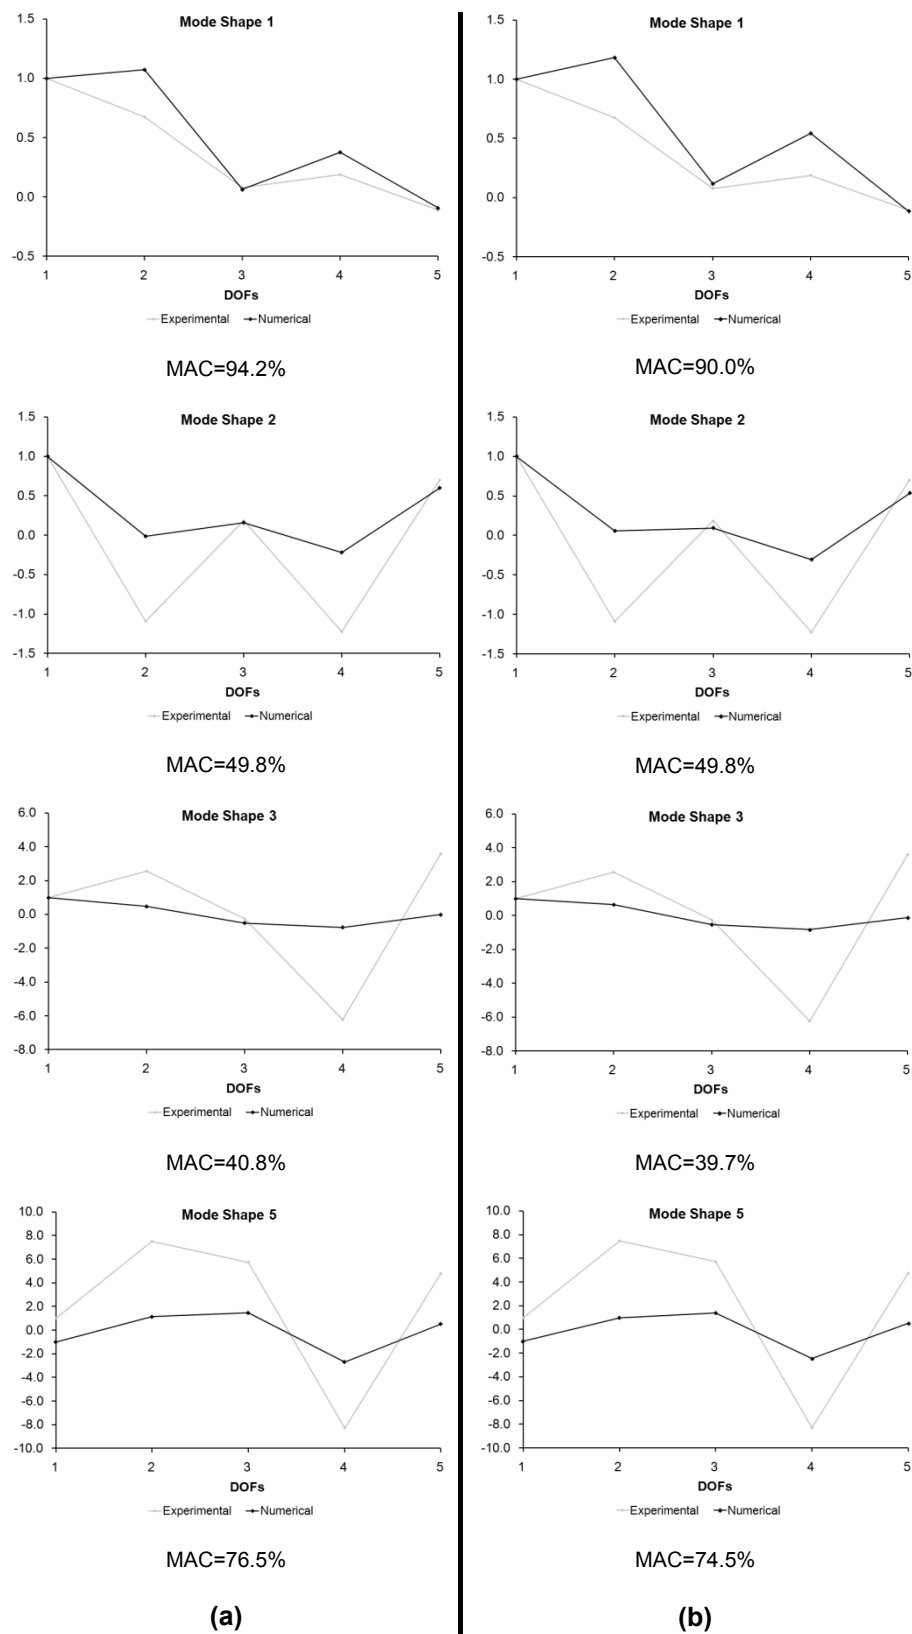 Mode Shape 1
1.5
1.0
0.5
0.0
-0.5
1 2 3 4 5
DOFs
Experimental Numerical
MAC=94.2%
Mode Shape 2
1.5
1.0
0.5
0.0
-0.5
-1.0
-1.5
1 2 3 4 5
DOFs
Experimental Numerical
MAC=49.8%
Mode Shape 3
6.0
4.0
2.0
0.0
-2.0
-4.0
-6.0
-8.0
1 2 3 4 5
DOFs
Experimental Numerical
MAC=40.8%
Mode Shape 5
10.0
8.0
6.0
4.0
2.0
0.0
-2.0
-4.0
-6.0
-8.0
-10.0
1 2 3 4 5
DOFs
Experimental Numerical
MAC=76.5%
(a)
Mode Shape 1
1.5
1.0
0.5
0.0
-0.5
1 2 3 4 5
DOFs
Experimental Numerical
MAC=90.0%
Mode Shape 2
1.5
1.0
0.5
0.0
-0.5
-1.0
-1.5
1 2 3 4 5
DOFs
Experimental Numerical
MAC=49.8%
Mode Shape 3
6.0
4.0
2.0
0.0
-2.0
-4.0
-6.0
-8.0
1 2 3 4 5
DOFs
Experimental Numerical
MAC=39.7%
Mode Shape 5
10.0
8.0
6.0
4.0
2.0
0.0
-2.0
-4.0
-6.0
-8.0
-10.0
1 2 3 4 5
DOFs
Experimental Numerical
MAC=74.5%
(b)